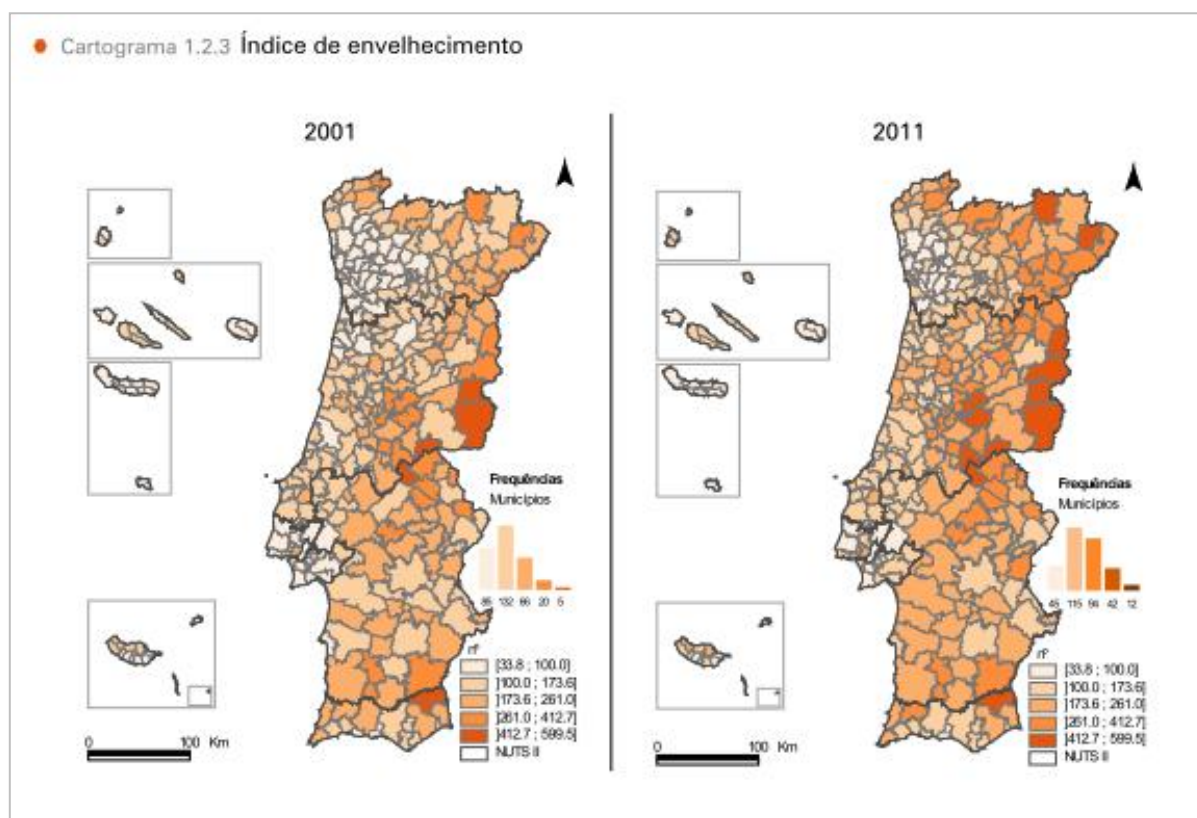 Cartograma 1.2.3 Índice de envelhecimento
2001
Frequências
Municípios
85 132 66 20 5
nº
[33.8 ; 100.0]
]100.0 ; 173.6]
]173.6 ; 261.0]
]261.0 ; 412.7]
]412.7 ; 599.5]
NUTS II
0 100 Km
2011
Frequências
Municípios
45 115 94 42 12
nº
[33.8 ; 100.0]
]100.0 ; 173.6]
]173.6 ; 261.0]
]261.0 ; 412.7]
]412.7 ; 599.5]
NUTS II
0 100 Km